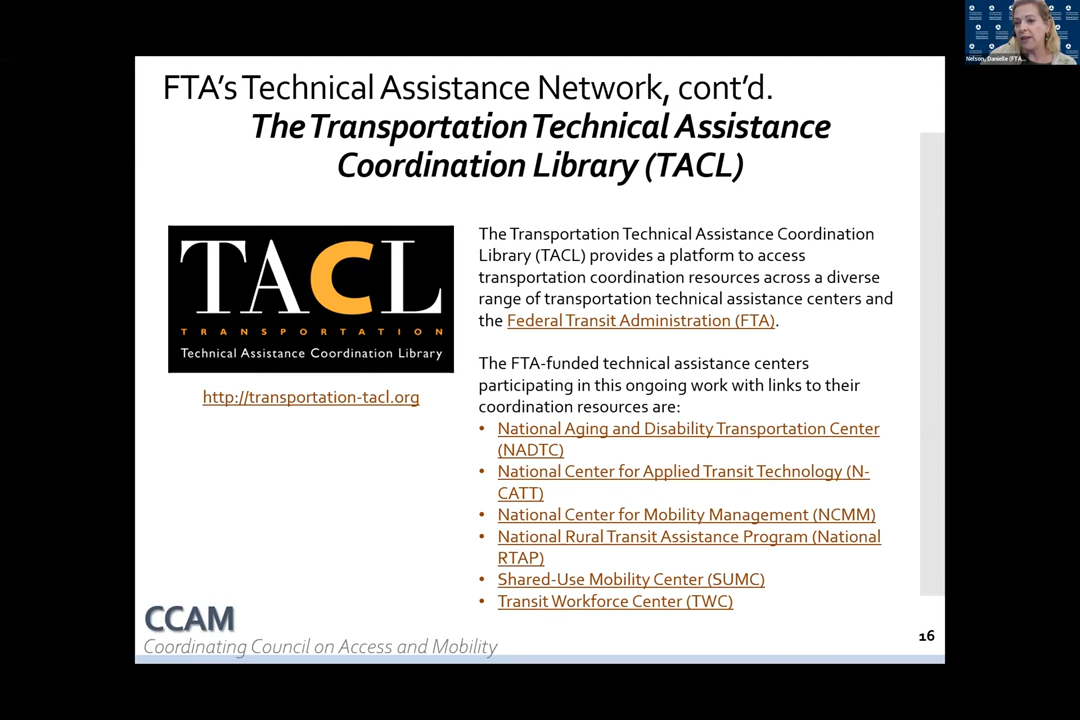 FTA's Technical Assistance Network, cont'd.
The Transportation Technical Assistance
Coordination Library (TACL)
TACL
TRANSPORTATION
Technical Assistance Coordination Library
http://transportation-tacl.org
The Transportation Technical Assistance Coordination
Library (TACL) provides a platform to access
transportation coordination resources across a diverse
range of transportation technical assistance centers and
the Federal Transit Administration (FTA).
The FTA-funded technical assistance centers
participating in this ongoing work with links to their
coordination resources are:
• National Aging and Disability Transportation Center
(NADTC)
• National Center for Applied Transit Technology (N-
CATT)
• National Center for Mobility Management (NCMM)
• National Rural Transit Assistance Program (National
RTAP)
• Shared-Use Mobility Center (SUMC)
• Transit Workforce Center (TWC)
CCAM
Coordinating Council on Access and Mobility
16
Nelson, Danielle (FTA...